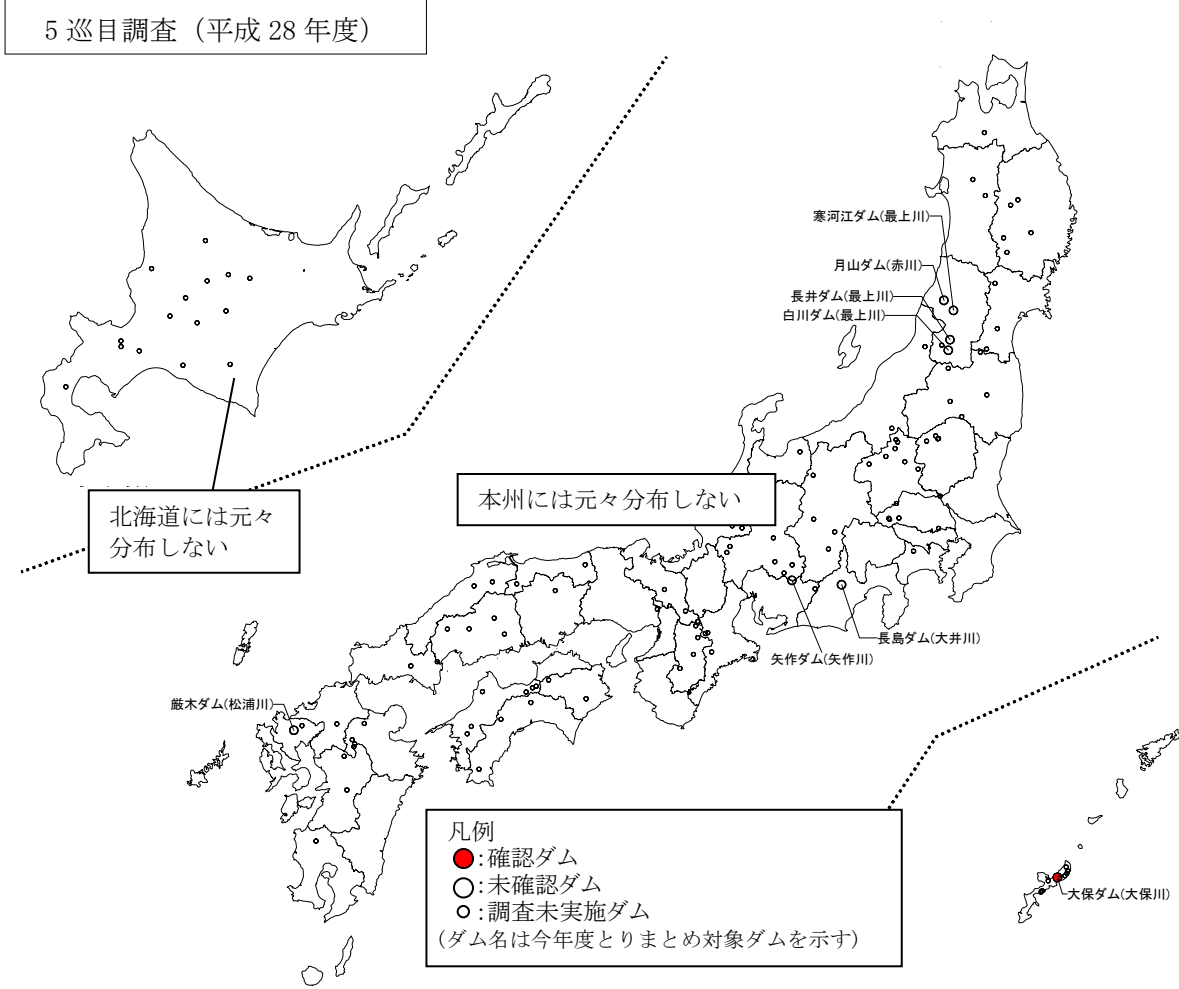 5 巡目調査（平成 28 年度）
寒河江ダム(最上川)
月山ダム(赤川)
長井ダム(最上川)
白川ダム(最上川)
北海道には元々
分布しない
本州には元々分布しない
長島ダム(大井川)
矢作ダム(矢作川)
厳木ダム(松浦川)
凡例
:確認ダム
:未確認ダム
:調査未実施ダム
(ダム名は今年度とりまとめ対象ダムを示す)
大保ダム(大保川)